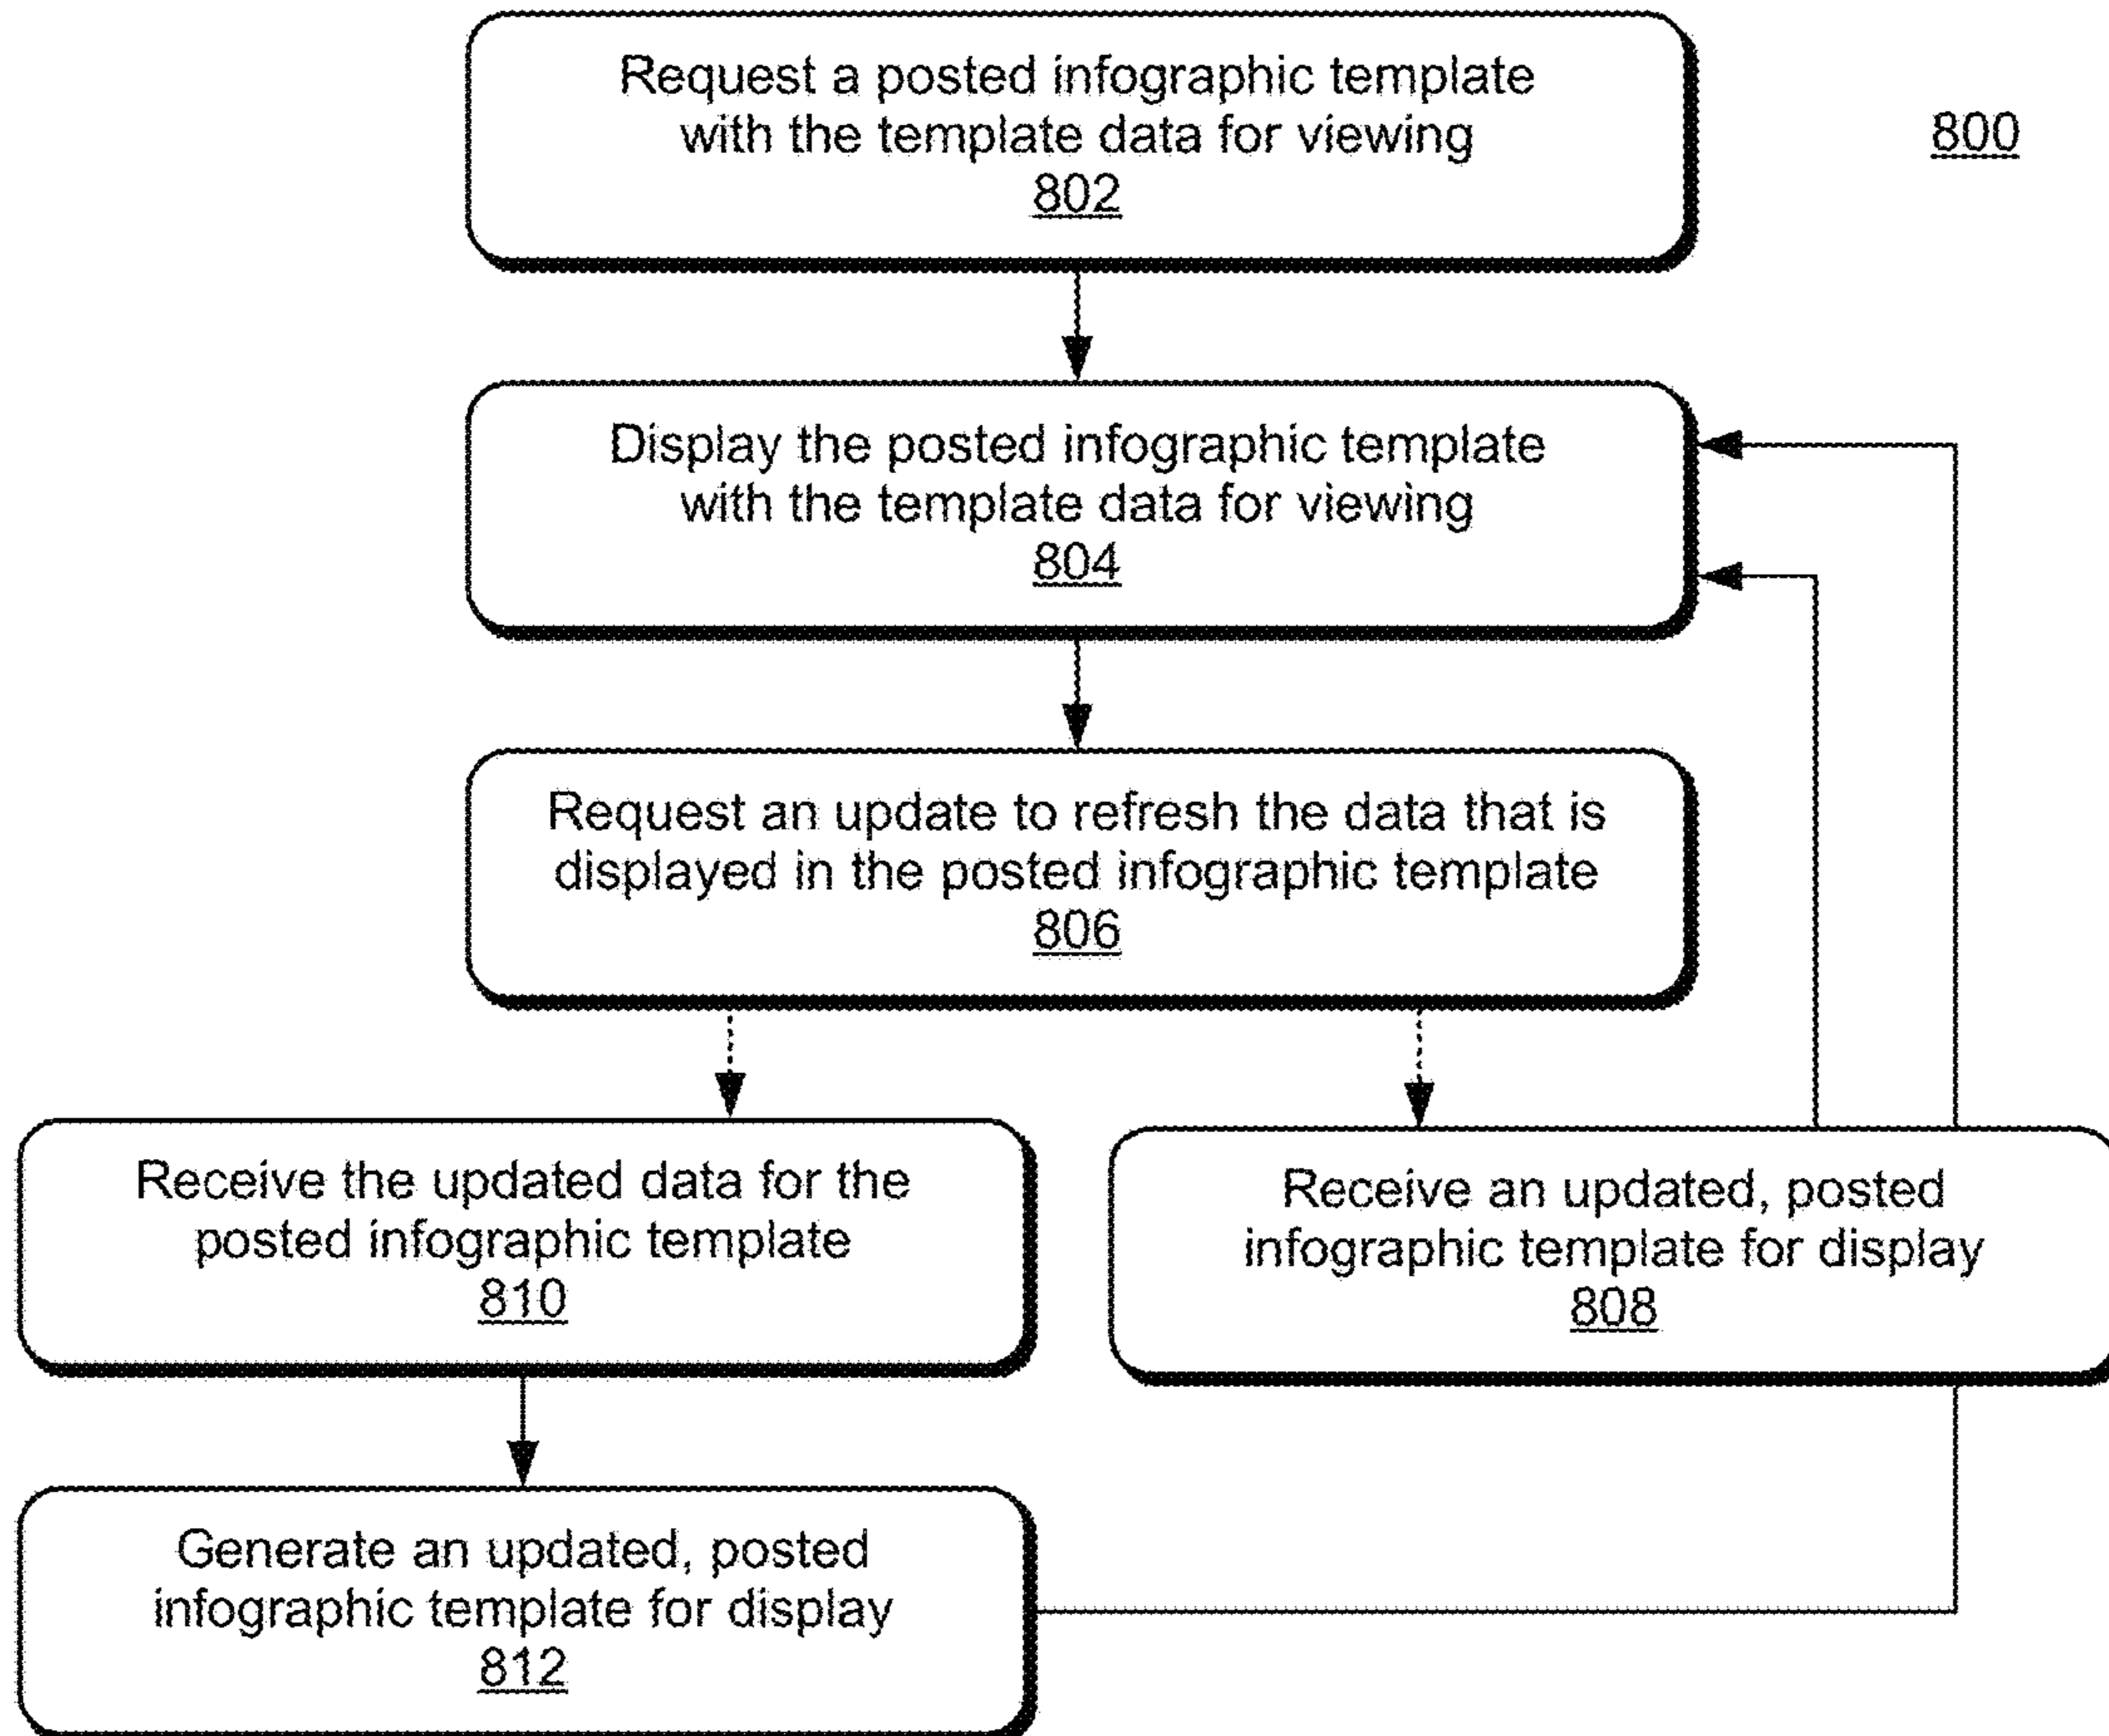 Request a posted infographic template
with the template data for viewing
802
800
Display the posted infographic template
with the template data for viewing
804
Request an update to refresh the data that is
displayed in the posted infographic template
806
Receive the updated data for the
posted infographic template
810
Receive an updated, posted
infographic template for display
808
Generate an updated, posted
infographic template for display
812